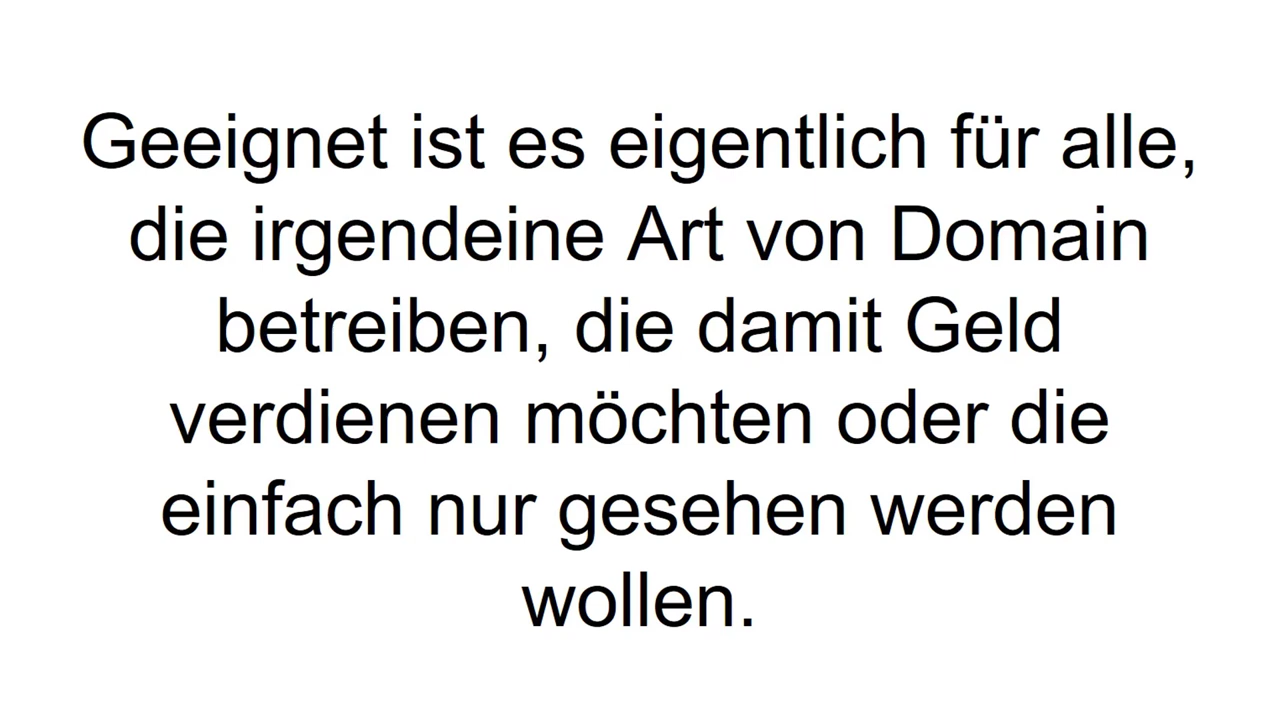 Geeignet ist es eigentlich für alle,
die irgendeine Art von Domain
betreiben, die damit Geld
verdienen möchten oder die
einfach nur gesehen werden
wollen.